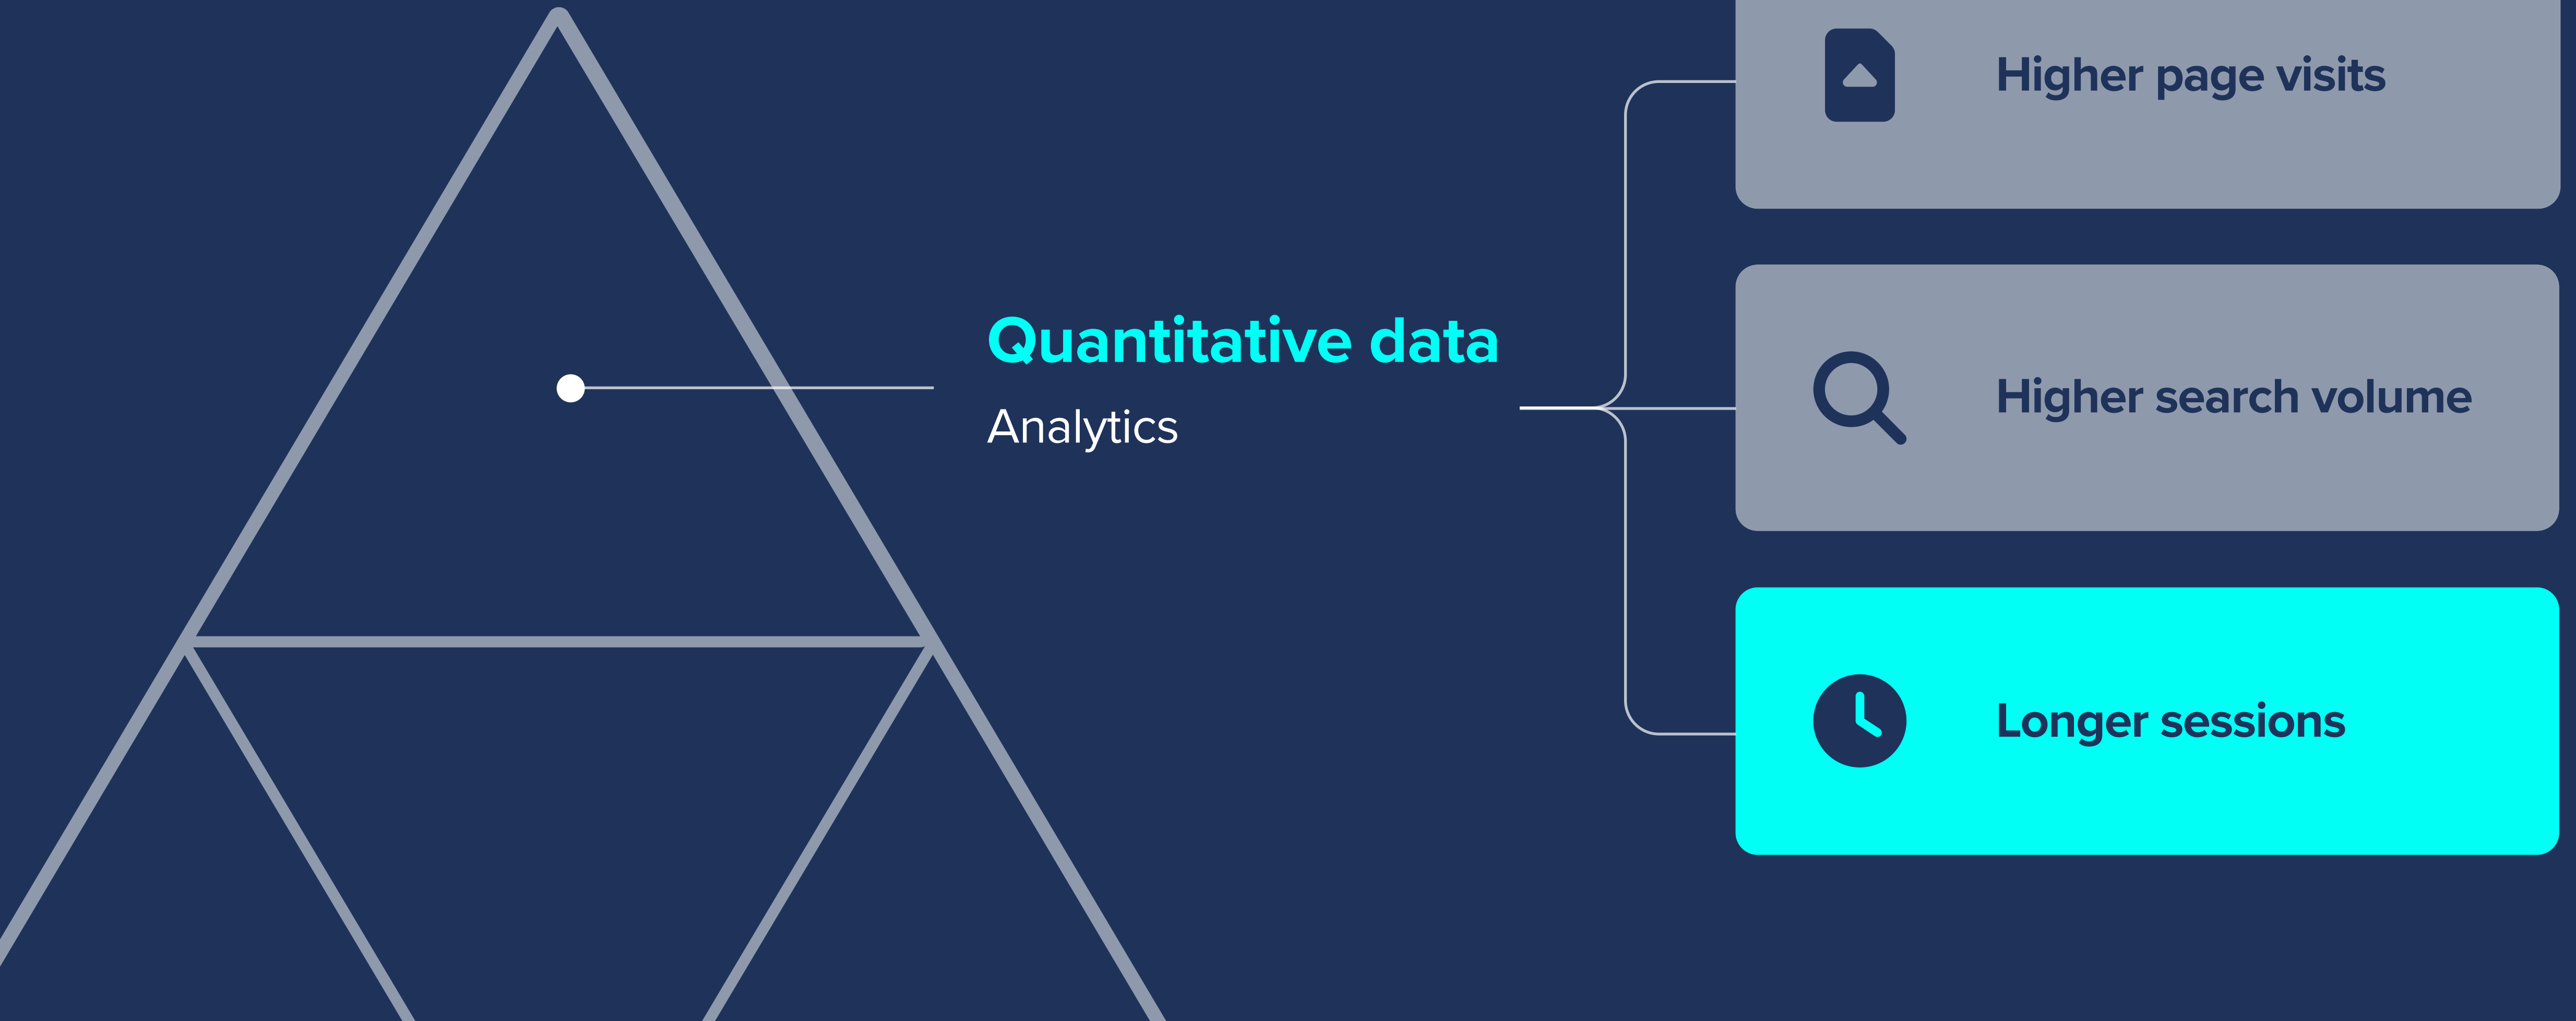 Quantitative data
Analytics
Higher page visits
Higher search volume
Longer sessions